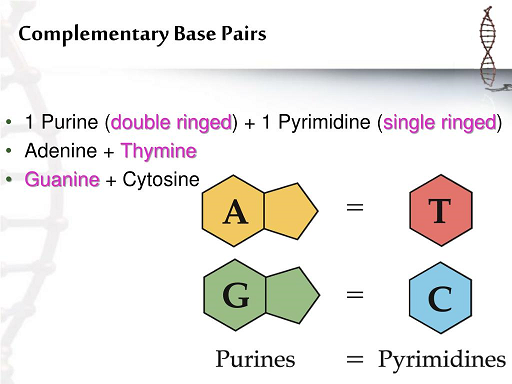 Complementary Base Pairs
• 1 Purine (double ringed) + 1 Pyrimidine (single ringed)
• Adenine + Thymine
• Guanine + Cytosine
A = T
G = C
Purines = Pyrimidines